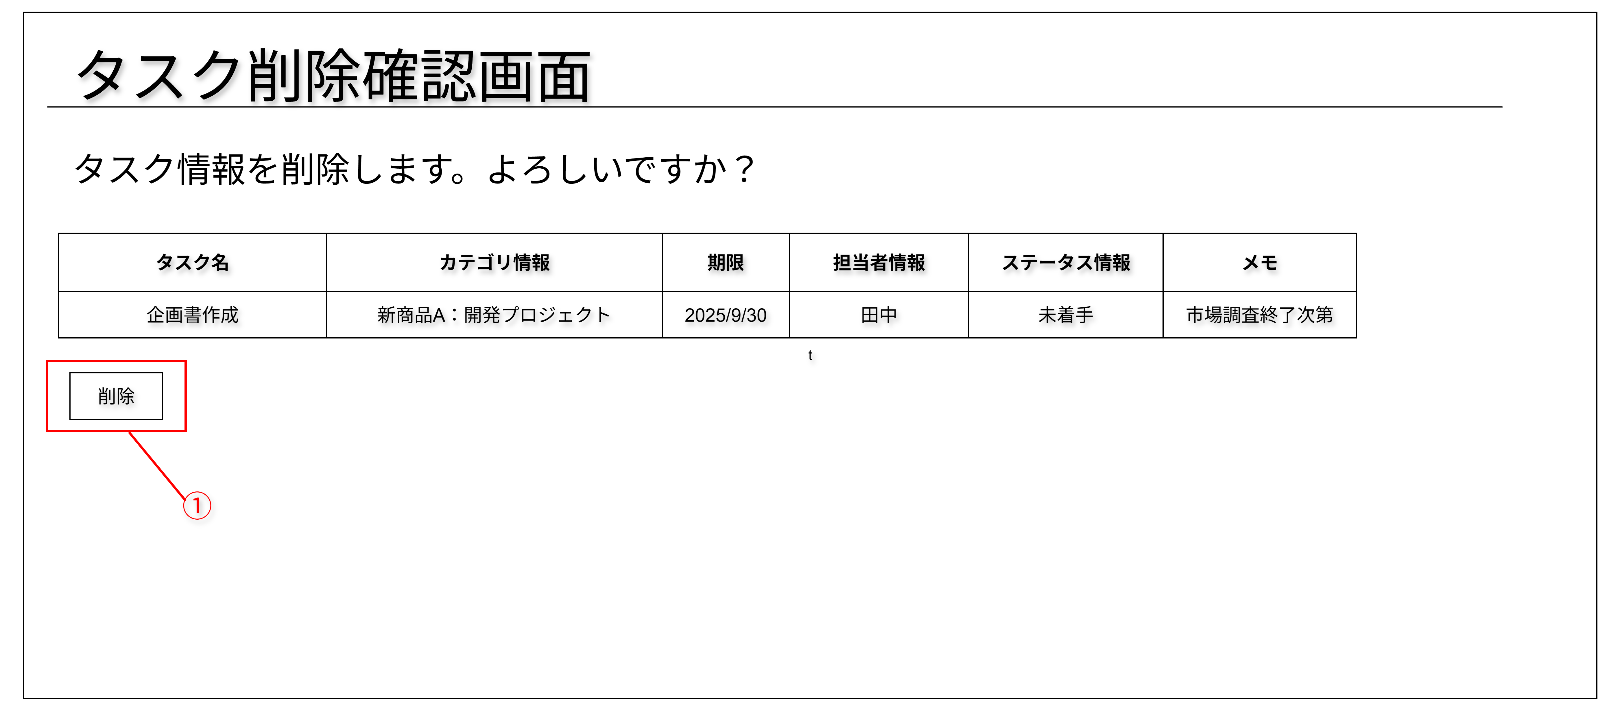 タスク削除確認画面
タスク情報を削除します。よろしいですか？
タスク名 カテゴリ情報 期限 担当者情報 ステータス情報 メモ
企画書作成 新商品A：開発プロジェクト 2025/9/30 田中 未着手 市場調査終了次第
t
削除
①